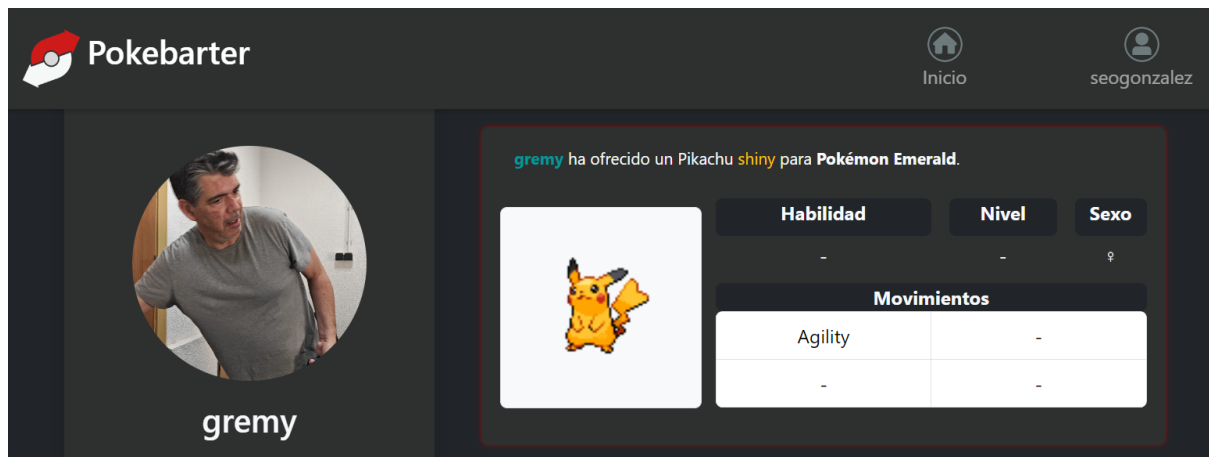 Pokebarter
Inicio
seogonzalez
gremy
gremy ha ofrecido un Pikachu shiny para Pokémon Emerald.
Habilidad Nivel Sexo
- - ♀
Movimientos
Agility -
- -